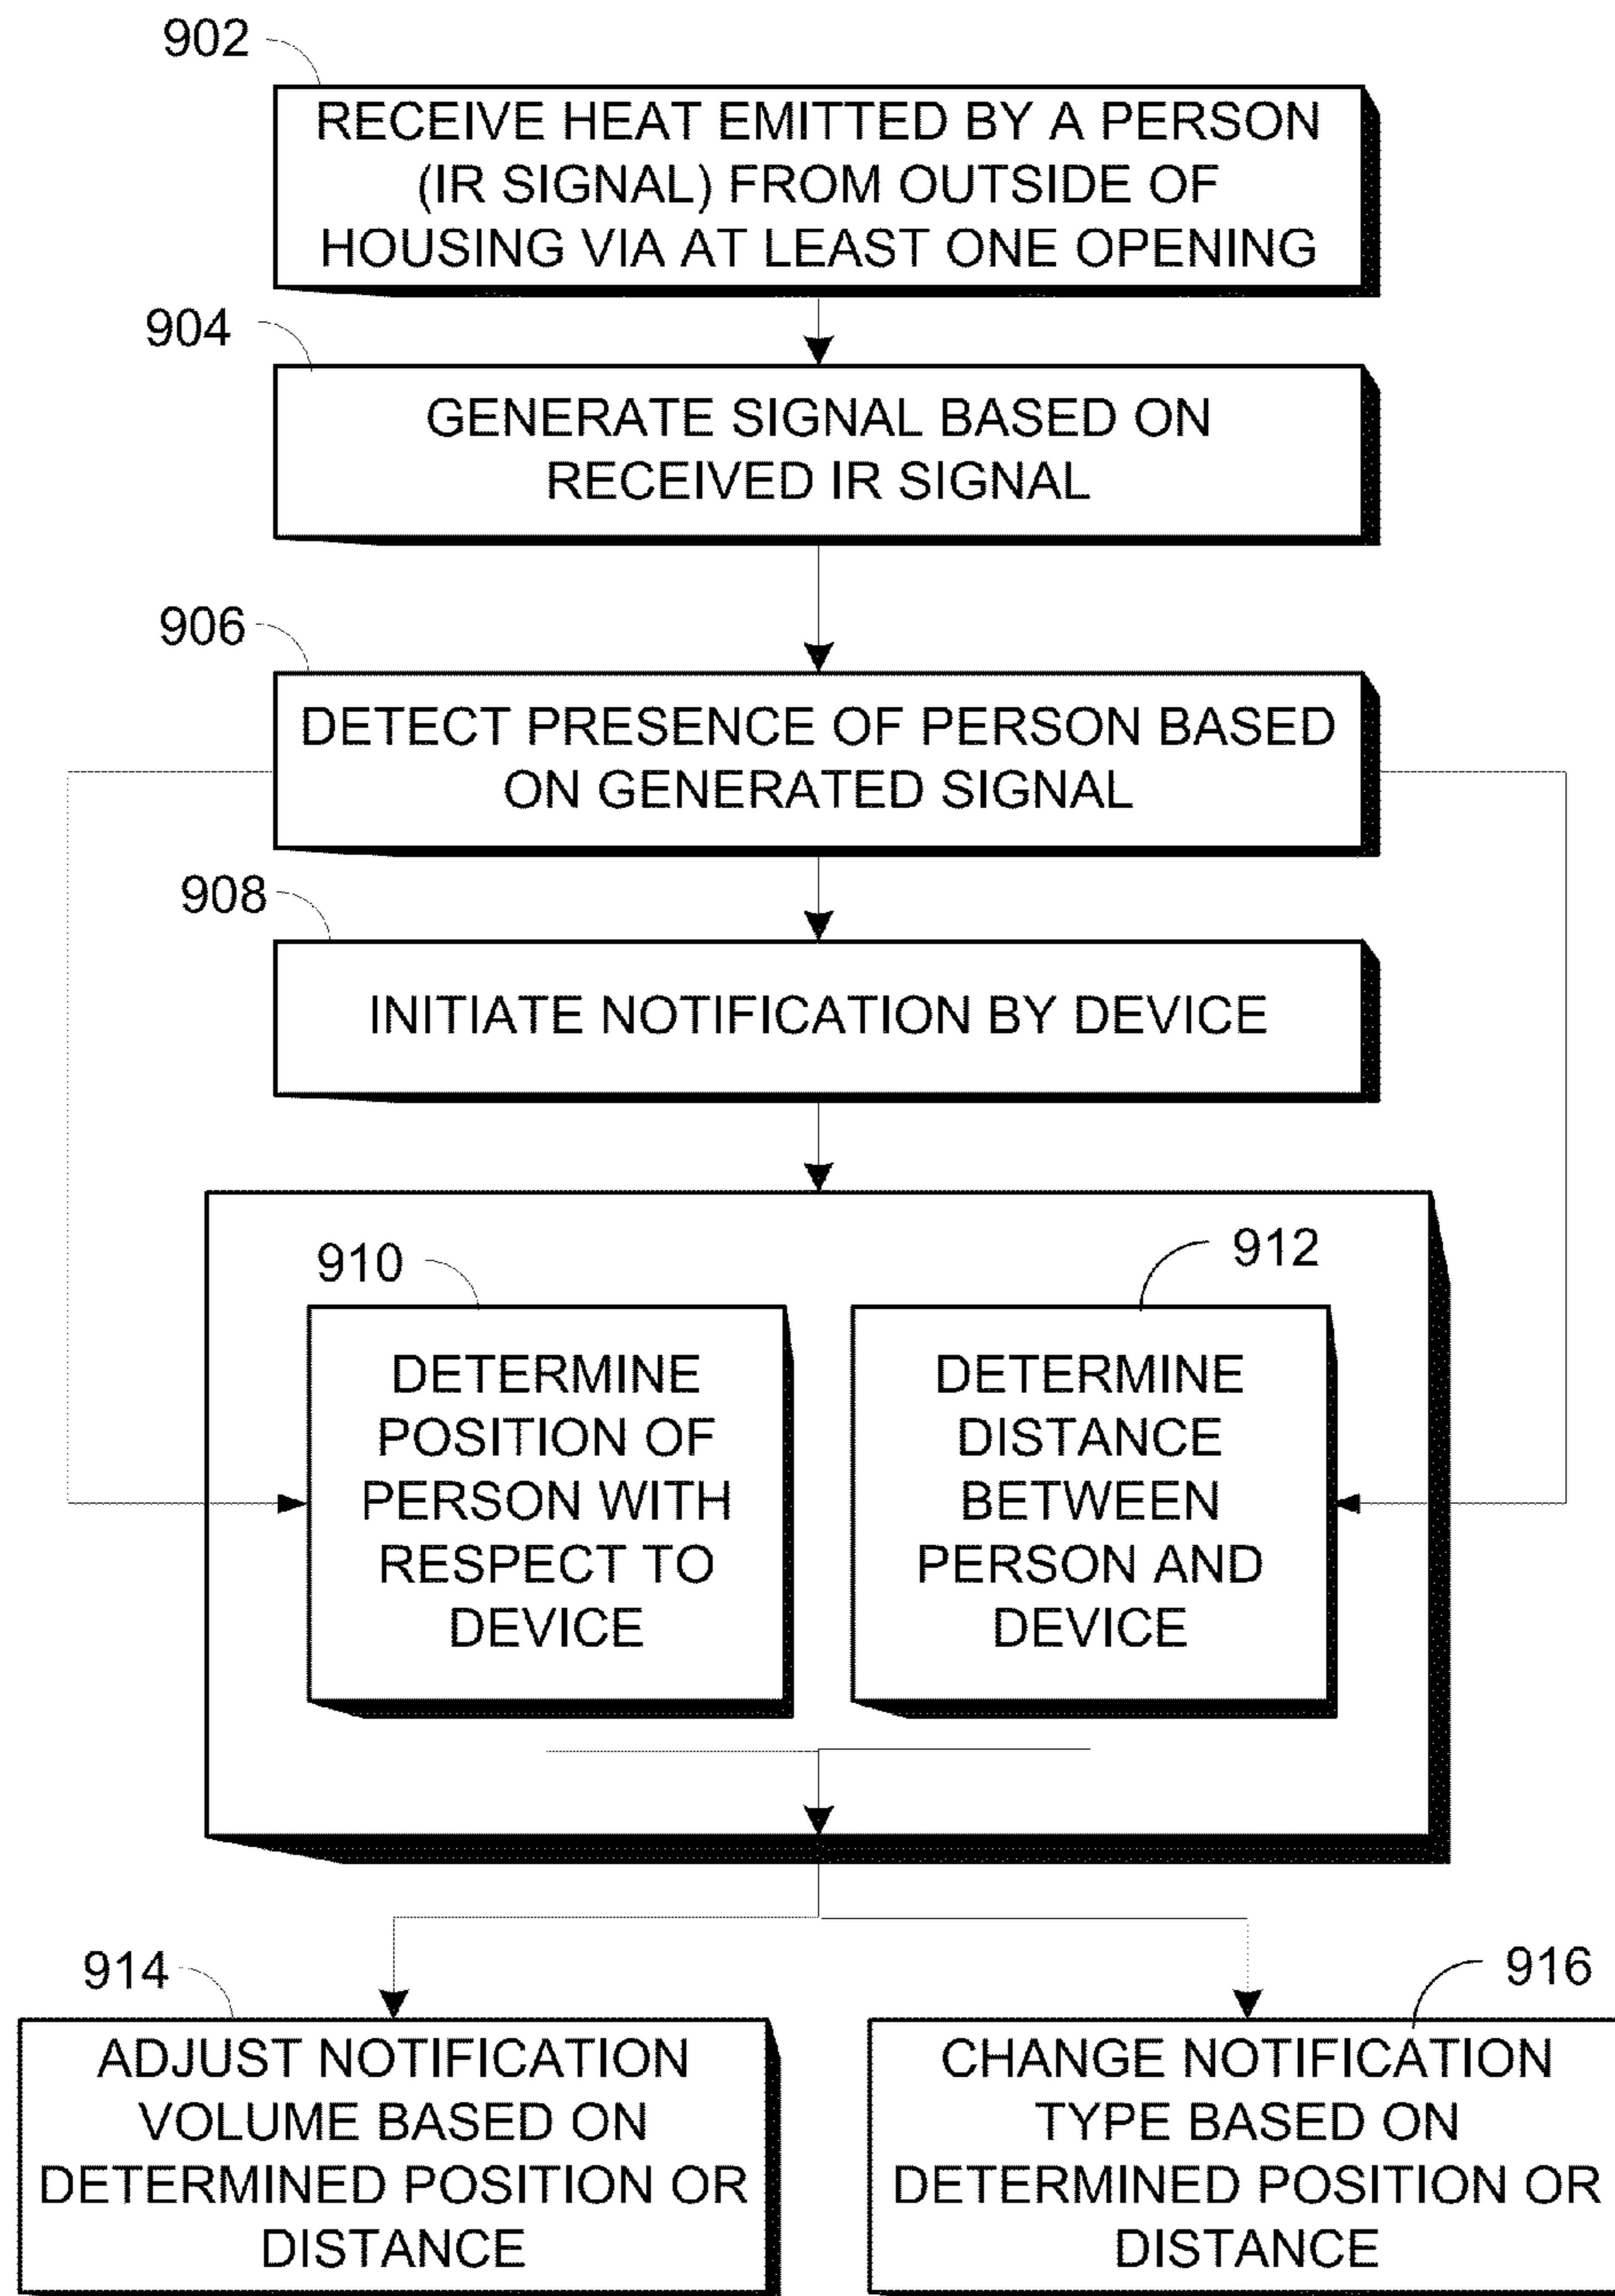 902
RECEIVE HEAT EMITTED BY A PERSON
(IR SIGNAL) FROM OUTSIDE OF
HOUSING VIA AT LEAST ONE OPENING
904
GENERATE SIGNAL BASED ON
RECEIVED IR SIGNAL
906
DETECT PRESENCE OF PERSON BASED
ON GENERATED SIGNAL
908
INITIATE NOTIFICATION BY DEVICE
910
DETERMINE
POSITION OF
PERSON WITH
RESPECT TO
DEVICE
912
DETERMINE
DISTANCE
BETWEEN
PERSON AND
DEVICE
914
ADJUST NOTIFICATION
VOLUME BASED ON
DETERMINED POSITION OR
DISTANCE
916
CHANGE NOTIFICATION
TYPE BASED ON
DETERMINED POSITION OR
DISTANCE